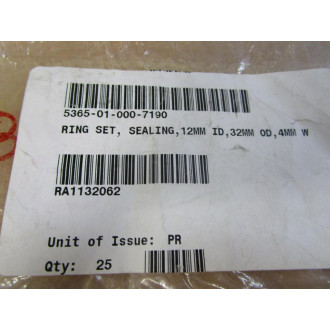 5365-01-000-7190
RING SET, SEALING,12MM ID,32MM OD,4MM W
RA1132062
Unit of Issue: PR
Qty: 25